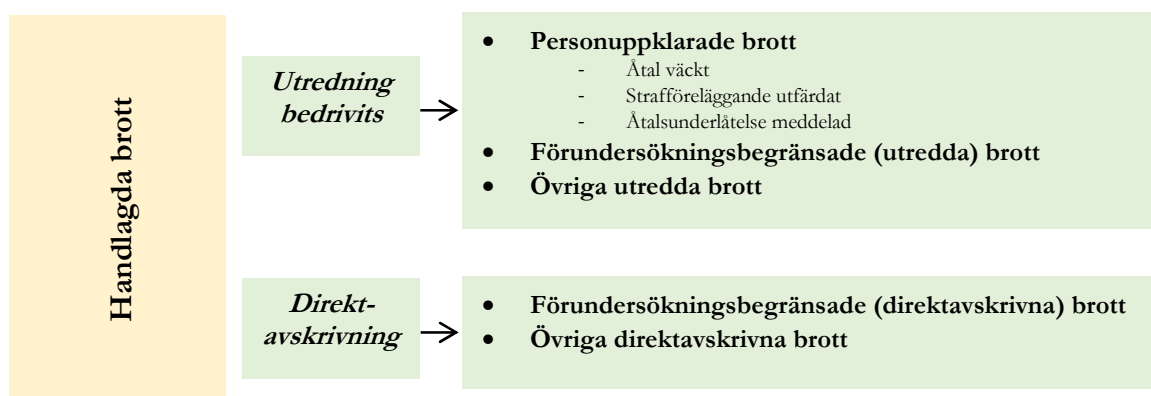 Handlagda brott
Utredning
bedrivits
• Personuppklarade brott
- Åtal väckt
- Strafföreläggande utfärdat
- Åtalsunderlåtelse meddelad
• Förundersökningsbegränsade (utredda) brott
• Övriga utredda brott
Direkt-
avskrivning
• Förundersökningsbegränsade (direktavskrivna) brott
• Övriga direktavskrivna brott